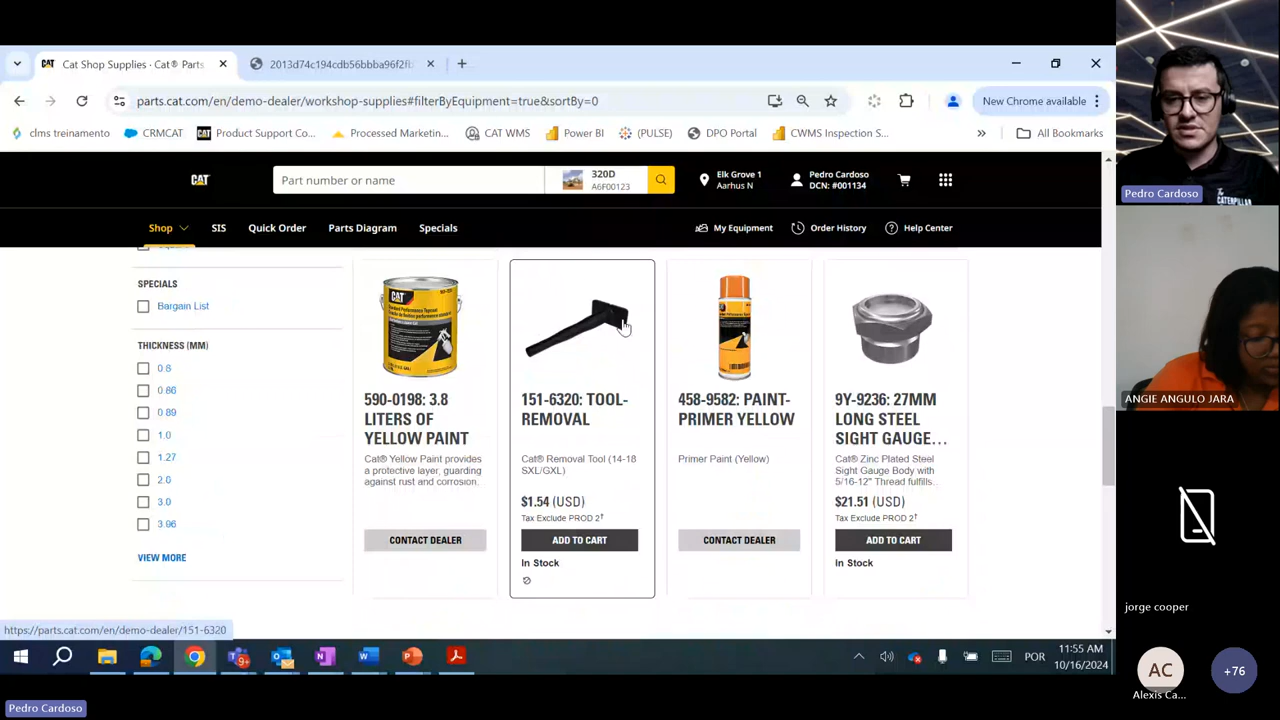 Cat Shop Supplies · Cat® Parts
2013d74c194cdb56bbba96f2f
parts.cat.com/en/demo-dealer/workshop-supplies#filterByEquipment=true&sortBy=0
New Chrome available
clms treinamento
CRMCAT
Product Support Co...
Processed Marketin...
CAT WMS
Power BI
(PULSE)
DPO Portal
CWMS Inspection S...
All Bookmarks
CAT
Part number or name
320D
A6F00123
Elk Grove 1
Aarhus N
Pedro Cardoso
DCN: #001134
Shop
SIS
Quick Order
Parts Diagram
Specials
My Equipment
Order History
Help Center
SPECIALS
Bargain List
THICKNESS (MM)
0.8
0.86
0.89
1.0
1.27
2.0
3.0
3.96
VIEW MORE
CAT
590-0198: 3.8
LITERS OF
YELLOW PAINT
Cat® Yellow Paint provides
a protective layer, guarding
against rust and corrosion.
CONTACT DEALER
151-6320: TOOL-
REMOVAL
Cat® Removal Tool (14-18
SXL/GXL)
$1.54 (USD)
Tax Exclude PROD 2†
ADD TO CART
In Stock
458-9582: PAINT-
PRIMER YELLOW
Primer Paint (Yellow)
CONTACT DEALER
9Y-9236: 27MM
LONG STEEL
SIGHT GAUGE...
Cat® Zinc Plated Steel
Sight Gauge Body with
5/16-12" Thread fulfills..
$21.51 (USD)
Tax Exclude PROD 2†
ADD TO CART
In Stock
https://parts.cat.com/en/demo-dealer/151-6320
POR
11:55 AM
10/16/2024
Pedro Cardoso
CATERPILLAR
Pedro Cardoso
ANGIE ANGULO JARA
jorge cooper
AC
Alexis Ca...
+76